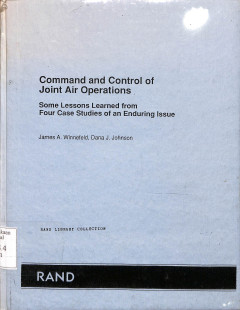 Command and Control of
Joint Air Operations
Some Lessons Learned from
Four Case Studies of an Enduring Issue
James A. Winnefeld, Dana J. Johnson
RAND LIBRARY COLLECTION
RAND